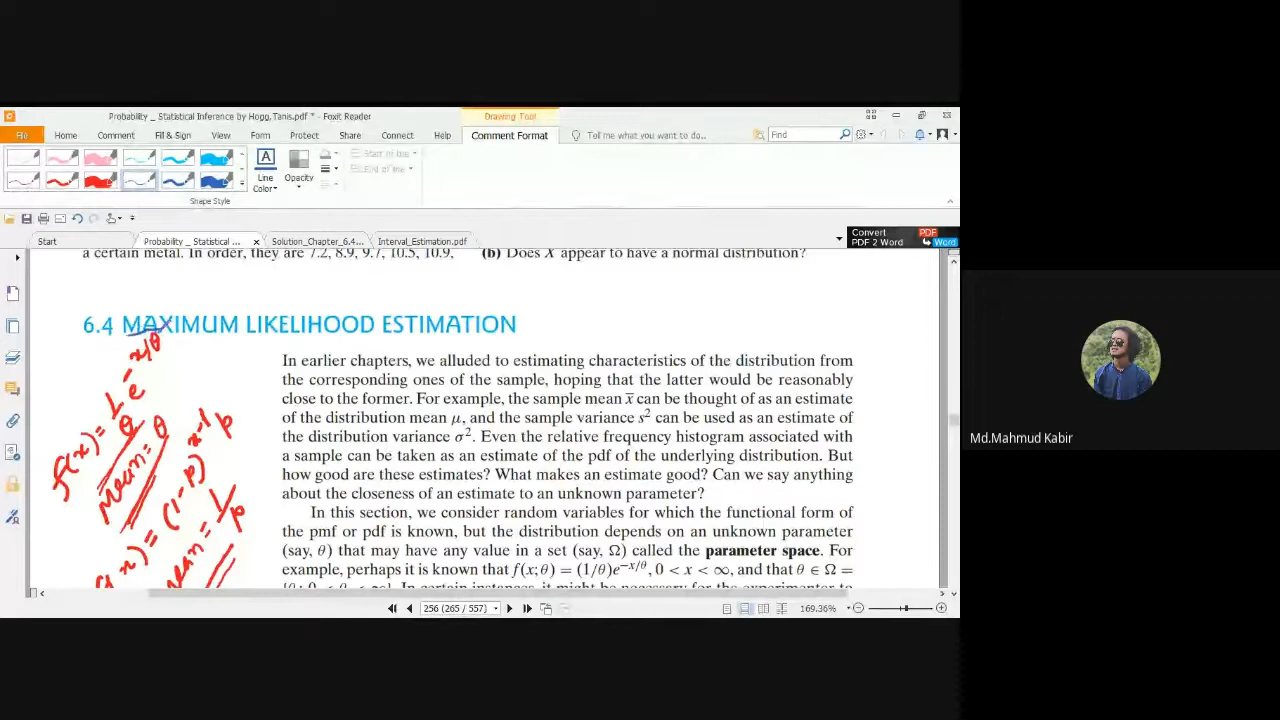 Probability _ Statistical Inference by Hogg, Tanis.pdf * - Foxit Reader
Drawing Tool
File Home Comment Fill & Sign View Form Protect Share Connect Help Comment Format Tell me what you want to do.. Find
Line Color Opacity Start of line End of line
Shape Style
Start Probability _ Statistical ... Solution_Chapter_6.4... Interval_Estimation.pdf
Convert PDF
PDF 2 Word Word
a certain metal. In order, they are 7.2, 8.9, 9.7, 10.5, 10.9, (b) Does X appear to have a normal distribution?
6.4 MAXIMUM LIKELIHOOD ESTIMATION
In earlier chapters, we alluded to estimating characteristics of the distribution from
the corresponding ones of the sample, hoping that the latter would be reasonably
close to the former. For example, the sample mean x̄ can be thought of as an estimate
of the distribution mean μ, and the sample variance s² can be used as an estimate of
the distribution variance σ². Even the relative frequency histogram associated with
a sample can be taken as an estimate of the pdf of the underlying distribution. But
how good are these estimates? What makes an estimate good? Can we say anything
about the closeness of an estimate to an unknown parameter?
In this section, we consider random variables for which the functional form of
the pmf or pdf is known, but the distribution depends on an unknown parameter
(say, θ) that may have any value in a set (say, Ω) called the parameter space. For
example, perhaps it is known that f(x; θ) = (1/θ)e^{−x/θ}, 0 < x < ∞, and that θ ∈ Ω =
f(x) = 1/θ e^{-x/θ}
Mean = θ
x) = (1-p)^{x-1} p
ean = 1/p
256 (265 / 557)
169.36%
Md.Mahmud Kabir